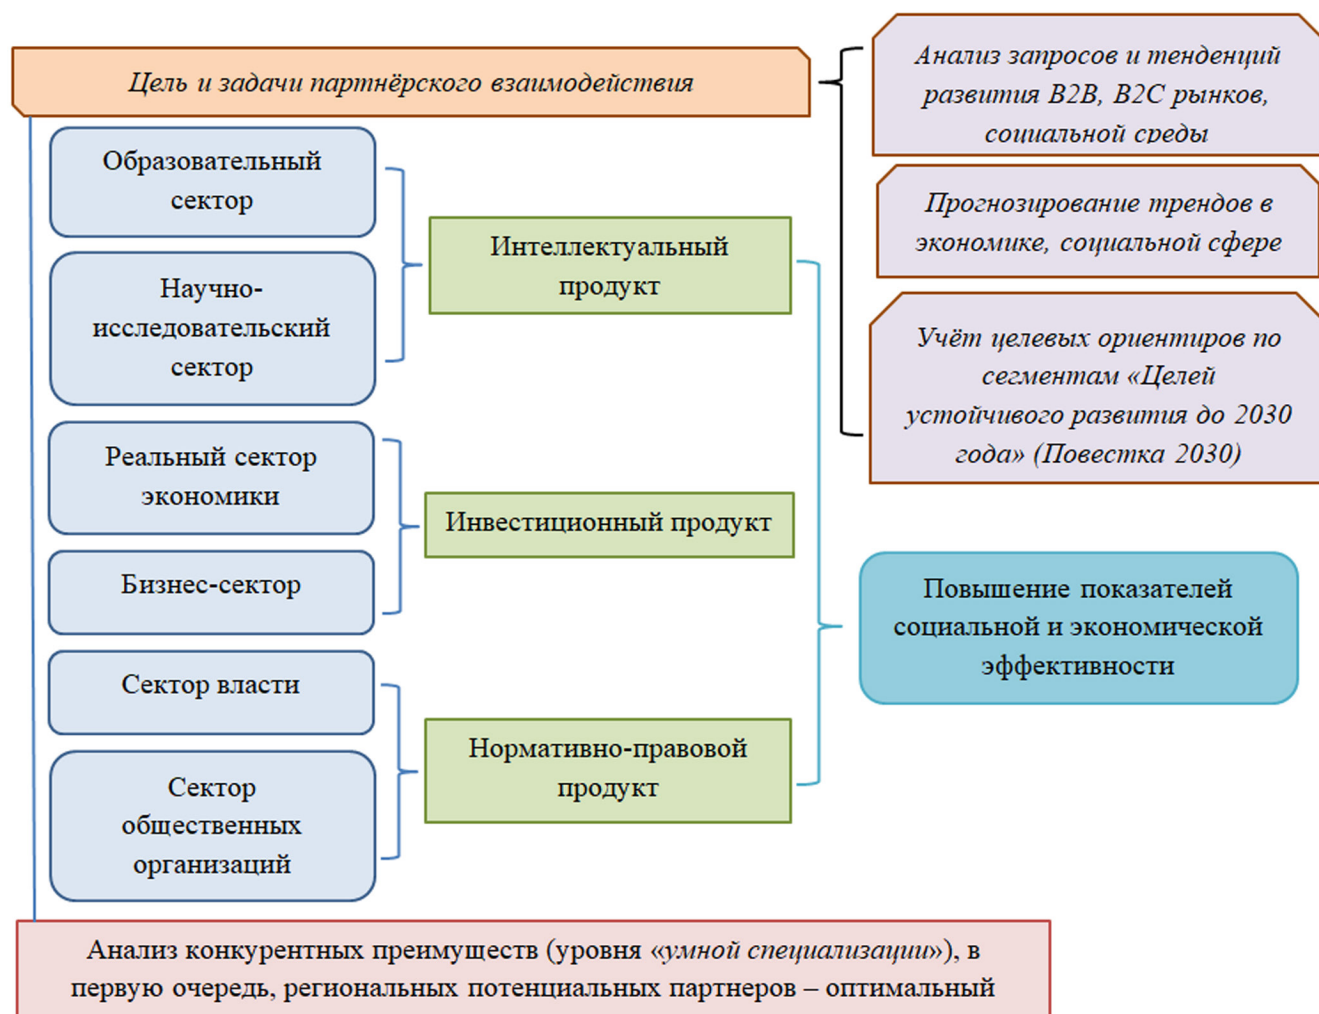 Цель и задачи партнёрского взаимодействия
Анализ запросов и тенденций
развития B2B, B2C рынков,
социальной среды
Прогнозирование трендов в
экономике, социальной сфере
Учёт целевых ориентиров по
сегментам «Целей
устойчивого развития до 2030
года» (Повестка 2030)
Образовательный
сектор
Научно-
исследовательский
сектор
Интеллектуальный
продукт
Реальный сектор
экономики
Бизнес-сектор
Инвестиционный продукт
Сектор власти
Сектор
общественных
организаций
Нормативно-правовой
продукт
Повышение показателей
социальной и экономической
эффективности
Анализ конкурентных преимуществ (уровня «умной специализации»), в
первую очередь, региональных потенциальных партнеров – оптимальный